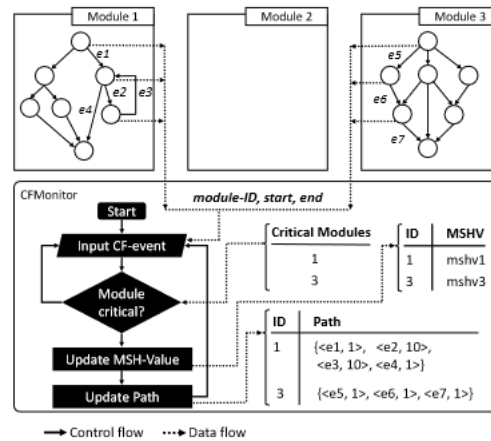 Module 1
Module 2
Module 3
e1
e2
e3
e4
e5
e6
e7
CFMonitor
module-ID, start, end
Start
Input CF-event
Module critical?
Update MSH-Value
Update Path
Critical Modules
1
3
ID MSHV
1 mshv1
3 mshv3
ID Path
1 {<e1, 1>, <e2, 10>,
<e3, 10>, <e4, 1>}
3 {<e5, 1>, <e6, 1>, <e7, 1>}
Control flow
Data flow